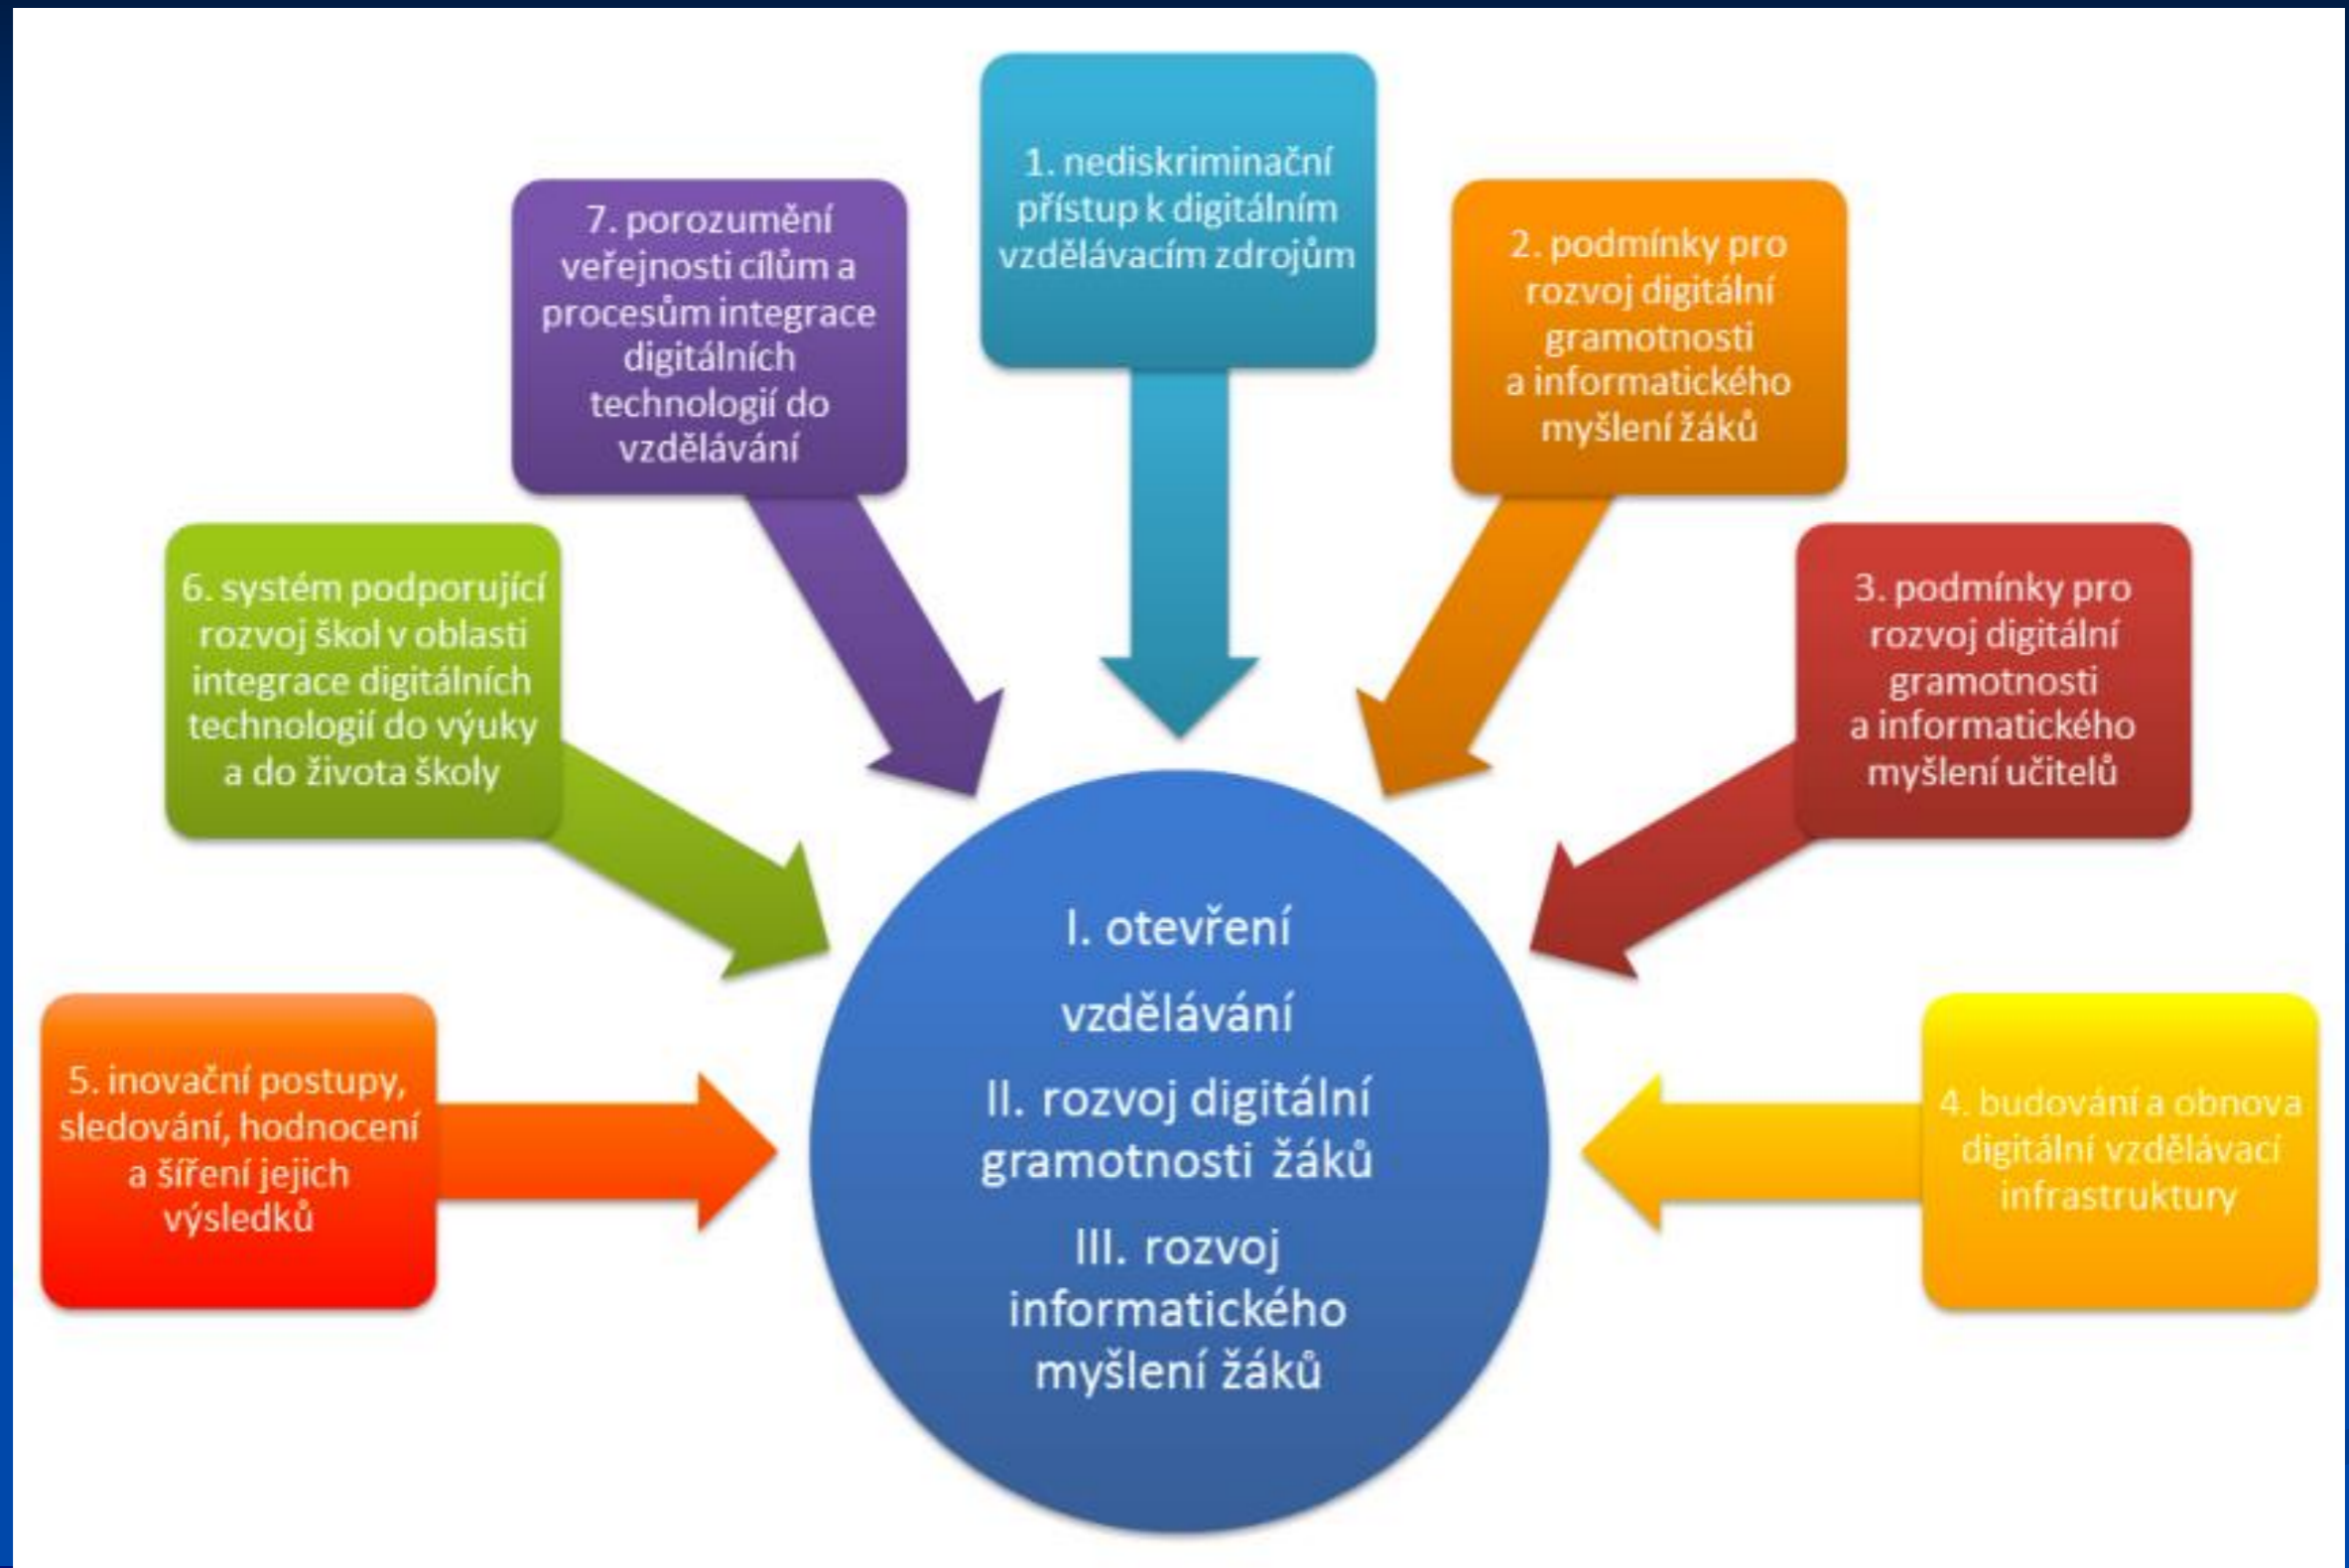 1. nediskriminační
přístup k digitálním
vzdělávacím zdrojům
2. podmínky pro
rozvoj digitální
gramotnosti
a informatického
myšlení žáků
3. podmínky pro
rozvoj digitální
gramotnosti
a informatického
myšlení učitelů
4. budování a obnova
digitální vzdělávací
infrastruktury
5. inovační postupy,
sledování, hodnocení
a šíření jejich
výsledků
6. systém podporující
rozvoj škol v oblasti
integrace digitálních
technologií do výuky
a do života školy
7. porozumění
veřejnosti cílům a
procesům integrace
digitálních
technologií do
vzdělávání
I. otevření
vzdělávání
II. rozvoj digitální
gramotnosti žáků
III. rozvoj
informatického
myšlení žáků